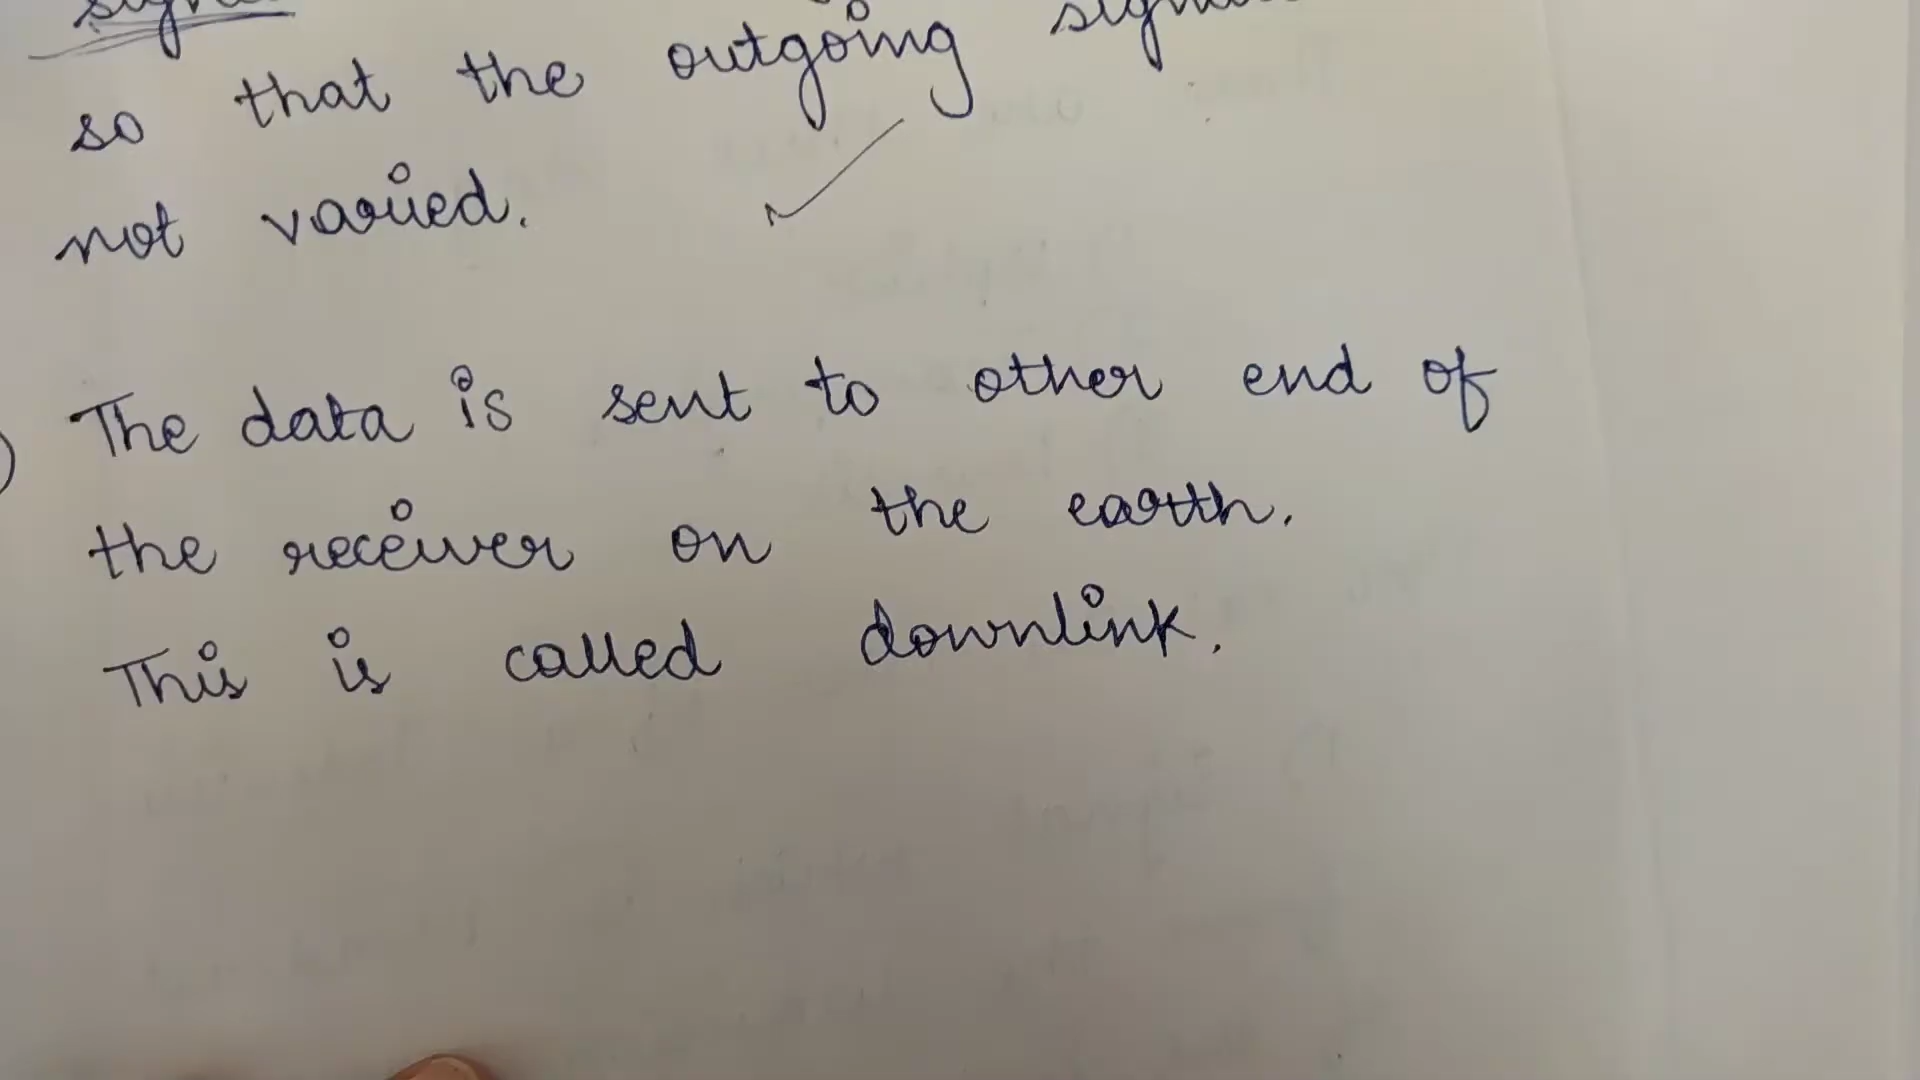 so that the outgoing
not varied.
) The data is sent to other end of
the receiver on the earth.
This is called downlink.